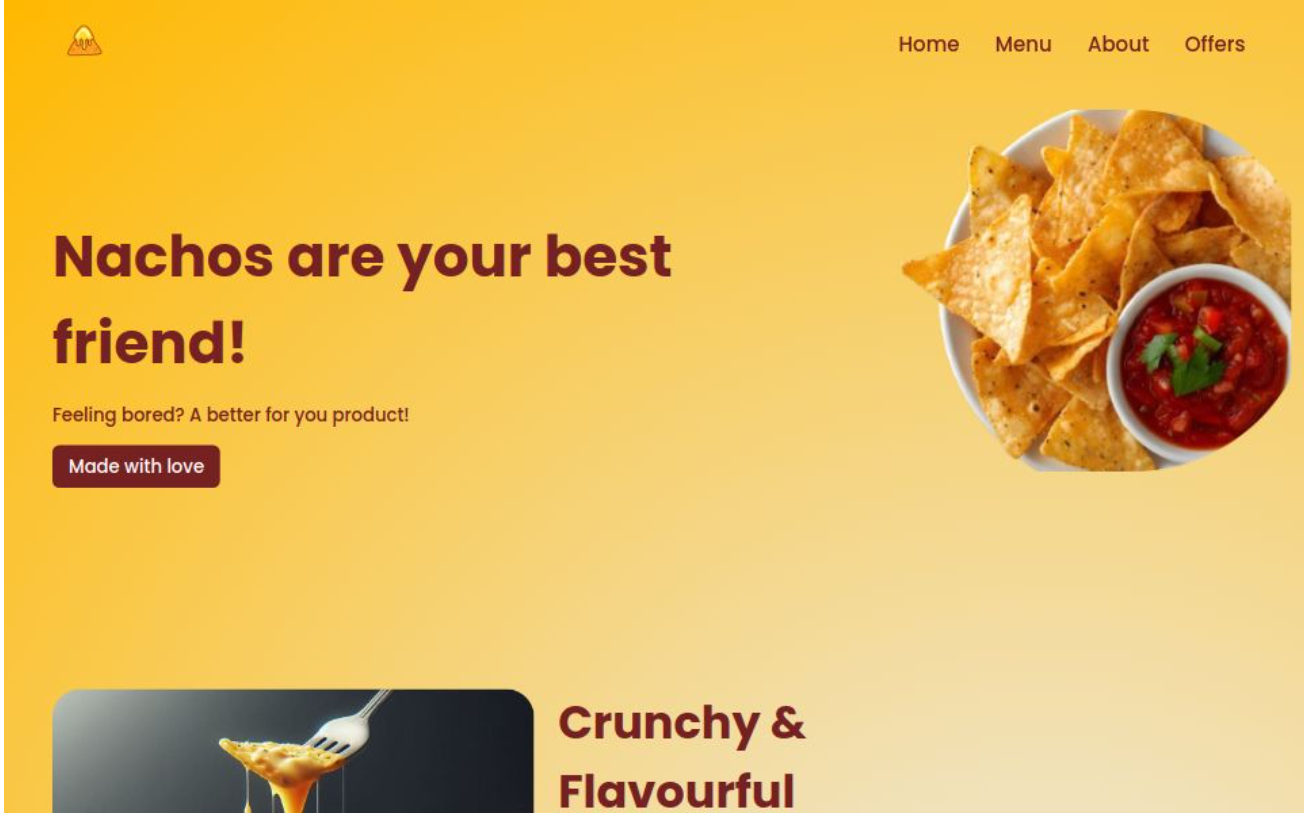 Home Menu About Offers
Nachos are your best
friend!
Feeling bored? A better for you product!
Made with love
Crunchy &
Flavourful